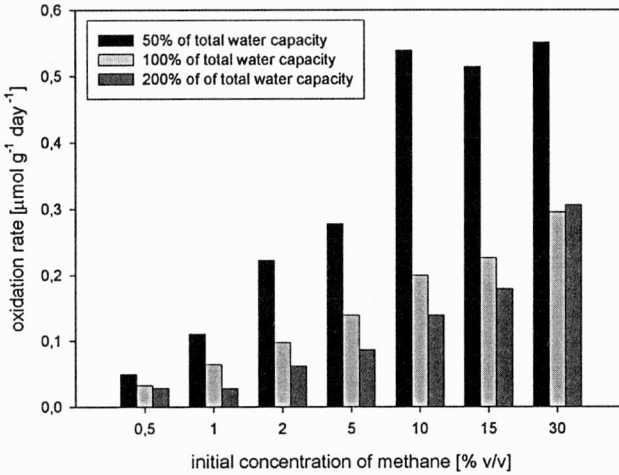 0,6
0,5
0,4
0,3
0,2
0,1
0,0
oxidation rate [μmol g⁻¹ day⁻¹]
50% of total water capacity
100% of total water capacity
200% of of total water capacity
0,5 1 2 5 10 15 30
initial concentration of methane [% v/v]